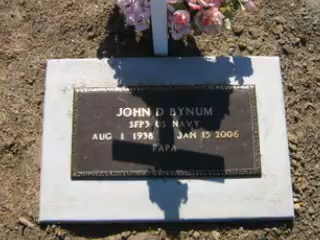 JOHN D BYNUM
SFP3 US NAVY
AUG 1 1938 JAN 15 2006
PAPA